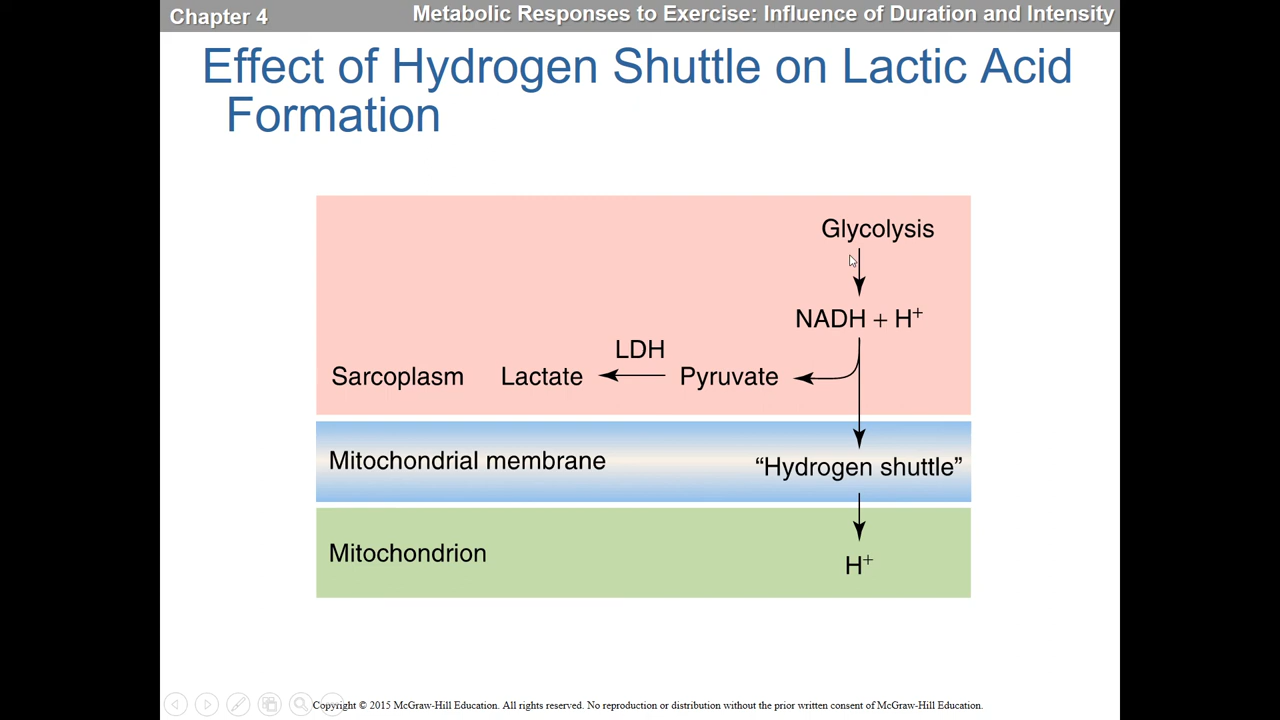 Chapter 4
Metabolic Responses to Exercise: Influence of Duration and Intensity
Effect of Hydrogen Shuttle on Lactic Acid
Formation
Glycolysis
NADH + H⁺
LDH
Sarcoplasm Lactate Pyruvate
Mitochondrial membrane “Hydrogen shuttle”
Mitochondrion
H⁺
Copyright © 2015 McGraw-Hill Education. All rights reserved. No reproduction or distribution without the prior written consent of McGraw-Hill Education.